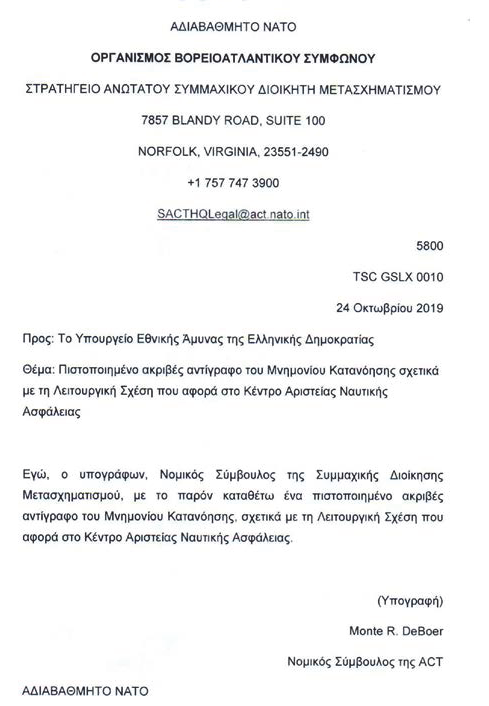 ΑΔΙΑΒΑΘΜΗΤΟ ΝΑΤΟ
ΟΡΓΑΝΙΣΜΟΣ ΒΟΡΕΙΟΑΤΛΑΝΤΙΚΟΥ ΣΥΜΦΩΝΟΥ
ΣΤΡΑΤΗΓΕΙΟ ΑΝΩΤΑΤΟΥ ΣΥΜΜΑΧΙΚΟΥ ΔΙΟΙΚΗΤΗ ΜΕΤΑΣΧΗΜΑΤΙΣΜΟΥ
7857 BLANDY ROAD, SUITE 100
NORFOLK, VIRGINIA, 23551-2490
+1 757 747 3900
SACTHQLegal@act.nato.int
5800
TSC GSLX 0010
24 Οκτωβρίου 2019
Προς: Το Υπουργείο Εθνικής Άμυνας της Ελληνικής Δημοκρατίας
Θέμα: Πιστοποιημένο ακριβές αντίγραφο του Μνημονίου Κατανόησης σχετικά
με τη Λειτουργική Σχέση που αφορά στο Κέντρο Αριστείας Ναυτικής
Ασφάλειας
Εγώ, ο υπογράφων, Νομικός Σύμβουλος της Συμμαχικής Διοίκησης
Μετασχηματισμού, με το παρόν καταθέτω ένα πιστοποιημένο ακριβές
αντίγραφο του Μνημονίου Κατανόησης, σχετικά με τη Λειτουργική Σχέση που
αφορά στο Κέντρο Αριστείας Ναυτικής Ασφάλειας.
(Υπογραφή)
Monte R. DeBoer
Νομικός Σύμβουλος της ACT
ΑΔΙΑΒΑΘΜΗΤΟ ΝΑΤΟ